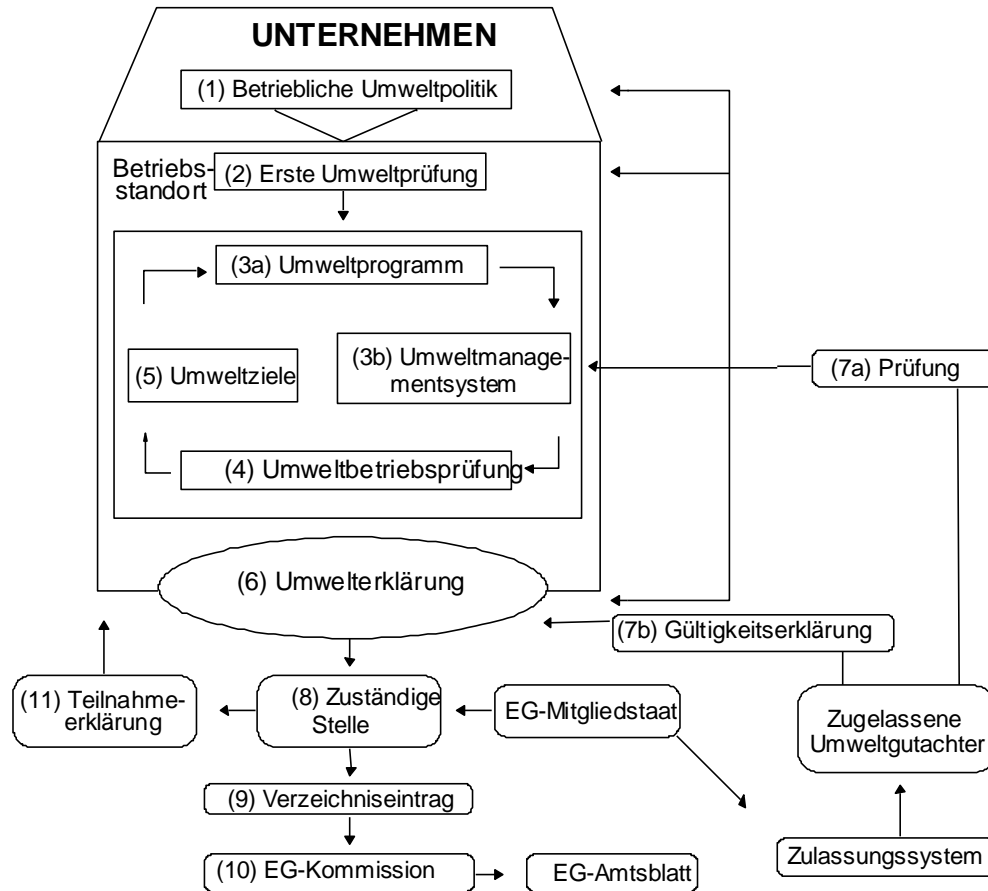 UNTERNEHMEN
(1) Betriebliche Umweltpolitik
Betriebs-
standort
(2) Erste Umweltprüfung
(3a) Umweltprogramm
(3b) Umweltmanage-
mentsystem
(5) Umweltziele
(7a) Prüfung
(4) Umweltbetriebsprüfung
(6) Umwelterklärung
(7b) Gültigkeitserklärung
(11) Teilnahme-
erklärung
(8) Zuständige
Stelle
EG-Mitgliedstaat
Zugelassene
Umweltgutachter
(9) Verzeichniseintrag
Zulassungssystem
(10) EG-Kommission
EG-Amtsblatt